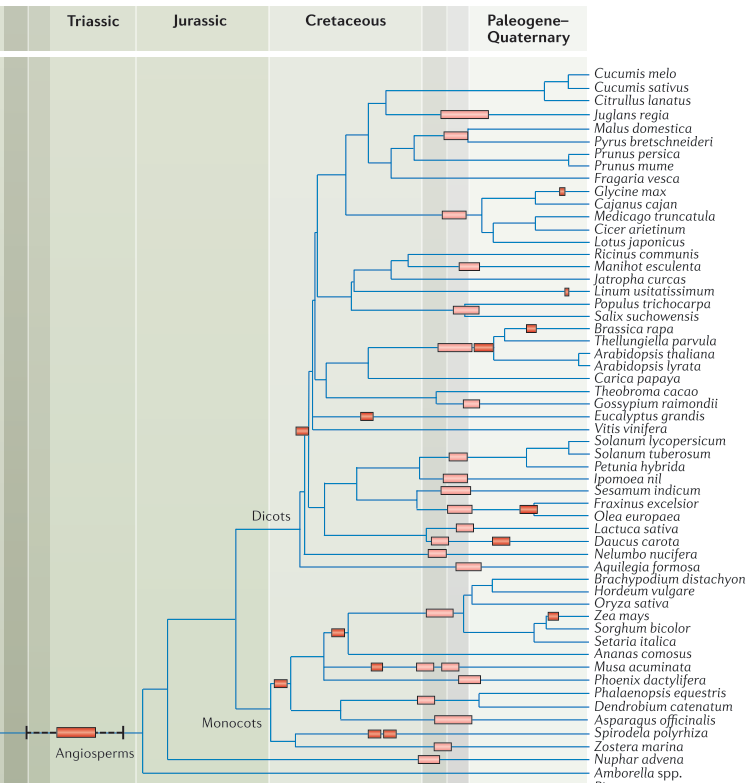 Triassic
Jurassic
Cretaceous
Paleogene–
Quaternary
Cucumis melo
Cucumis sativus
Citrullus lanatus
Juglans regia
Malus domestica
Pyrus bretschneideri
Prunus persica
Prunus mume
Fragaria vesca
Glycine max
Cajanus cajan
Medicago truncatula
Cicer arietinum
Lotus japonicus
Ricinus communis
Manihot esculenta
Jatropha curcas
Linum usitatissimum
Populus trichocarpa
Salix suchowensis
Brassica rapa
Thellungiella parvula
Arabidopsis thaliana
Arabidopsis lyrata
Carica papaya
Theobroma cacao
Gossypium raimondii
Eucalyptus grandis
Vitis vinifera
Solanum lycopersicum
Solanum tuberosum
Petunia hybrida
Ipomoea nil
Sesamum indicum
Fraxinus excelsior
Dicots
Olea europaea
Lactuca sativa
Daucus carota
Nelumbo nucifera
Aquilegia formosa
Brachypodium distachyon
Hordeum vulgare
Oryza sativa
Zea mays
Sorghum bicolor
Setaria italica
Ananas comosus
Musa acuminata
Phoenix dactylifera
Phalaenopsis equestris
Dendrobium catenatum
Asparagus officinalis
Monocots
Spirodela polyrhiza
Zostera marina
Angiosperms
Nuphar advena
Amborella spp.